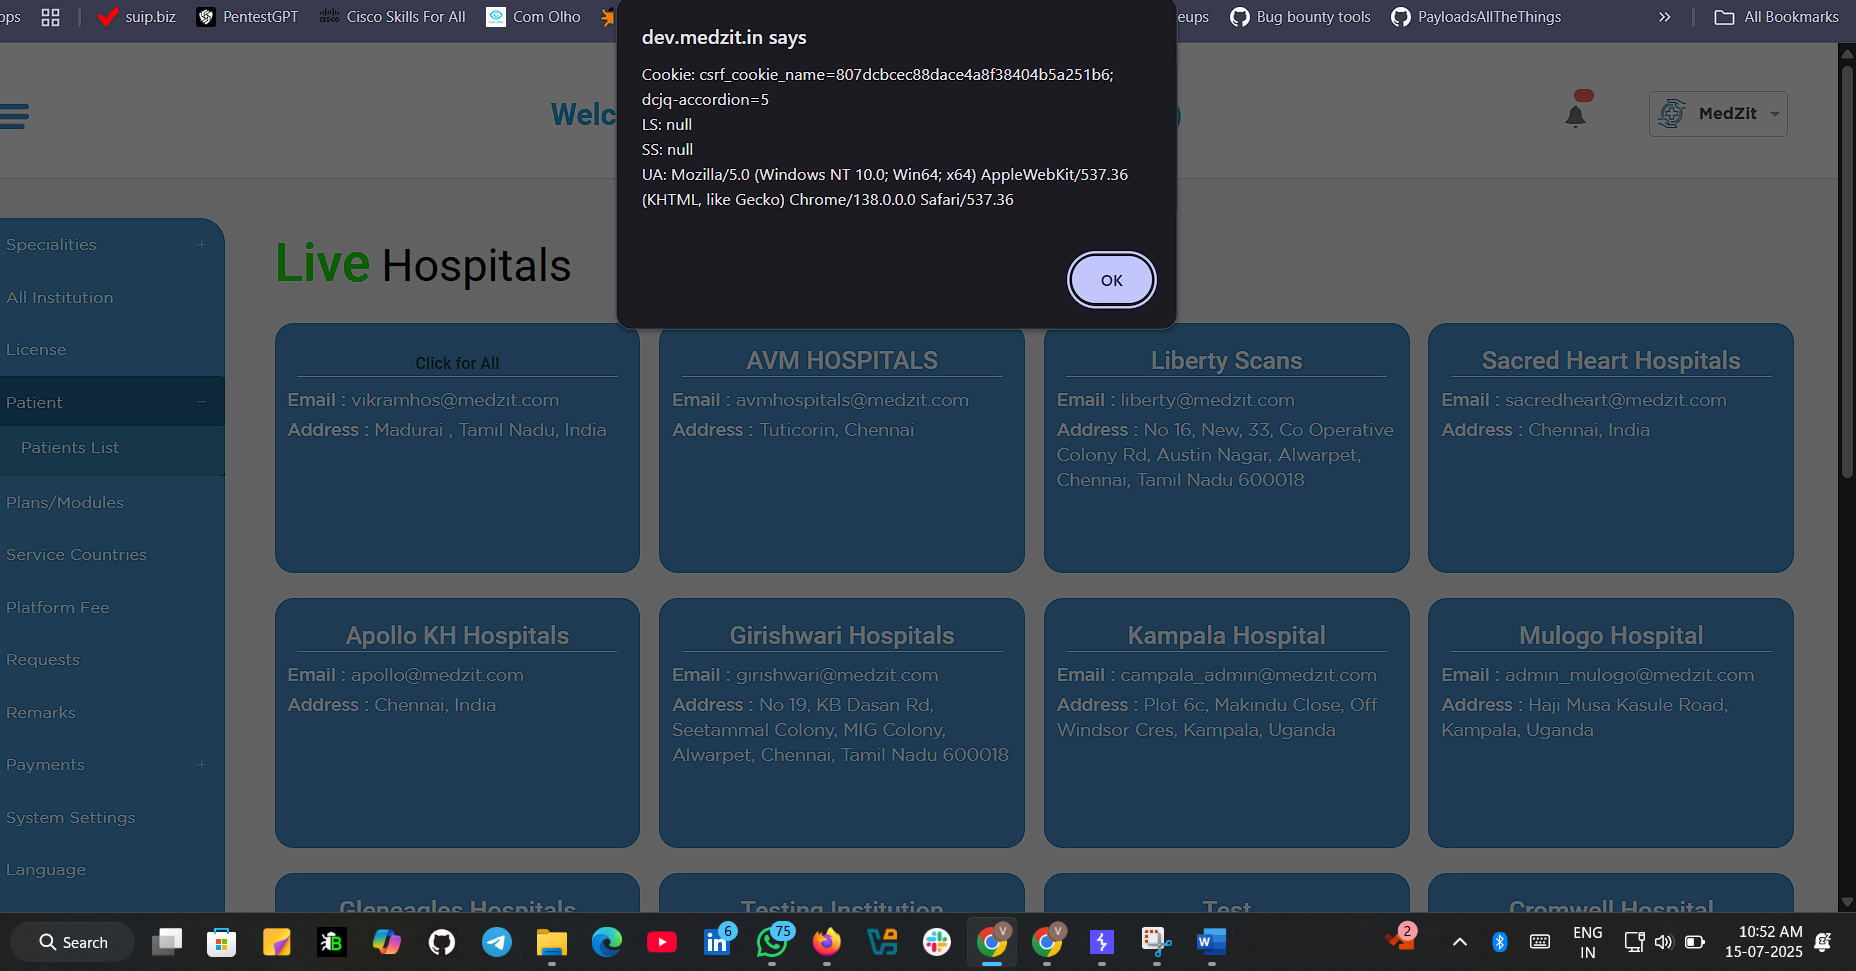 ops
suip.biz
PentestGPT
Cisco Skills For All
Com Olho
eups
Bug bounty tools
PayloadsAllTheThings
All Bookmarks
dev.medzit.in says
Cookie: csrf_cookie_name=807dcbcec88dace4a8f38404b5a251b6;
dcjq-accordion=5
LS: null
SS: null
UA: Mozilla/5.0 (Windows NT 10.0; Win64; x64) AppleWebKit/537.36
(KHTML, like Gecko) Chrome/138.0.0.0 Safari/537.36
OK
Welc
MedZit
Specialities
All Institution
License
Patient
Patients List
Plans/Modules
Service Countries
Platform Fee
Requests
Remarks
Payments
System Settings
Language
Live Hospitals
Click for All
Email : vikramhos@medzit.com
Address : Madurai , Tamil Nadu, India
AVM HOSPITALS
Email : avmhospitals@medzit.com
Address : Tuticorin, Chennai
Liberty Scans
Email : liberty@medzit.com
Address : No 16, New, 33, Co Operative
Colony Rd, Austin Nagar, Alwarpet,
Chennai, Tamil Nadu 600018
Sacred Heart Hospitals
Email : sacredheart@medzit.com
Address : Chennai, India
Apollo KH Hospitals
Email : apollo@medzit.com
Address : Chennai, India
Girishwari Hospitals
Email : girishwari@medzit.com
Address : No 19, KB Dasan Rd,
Seetammal Colony, MIG Colony,
Alwarpet, Chennai, Tamil Nadu 600018
Kampala Hospital
Email : campala_admin@medzit.com
Address : Plot 6c, Makindu Close, Off
Windsor Cres, Kampala, Uganda
Mulogo Hospital
Email : admin_mulogo@medzit.com
Address : Haji Musa Kasule Road,
Kampala, Uganda
Gleneagles Hospitals
Testing Institution
Test
Cromwell Hospital
Search
6
75
V
V
2
ENG
IN
10:52 AM
15-07-2025